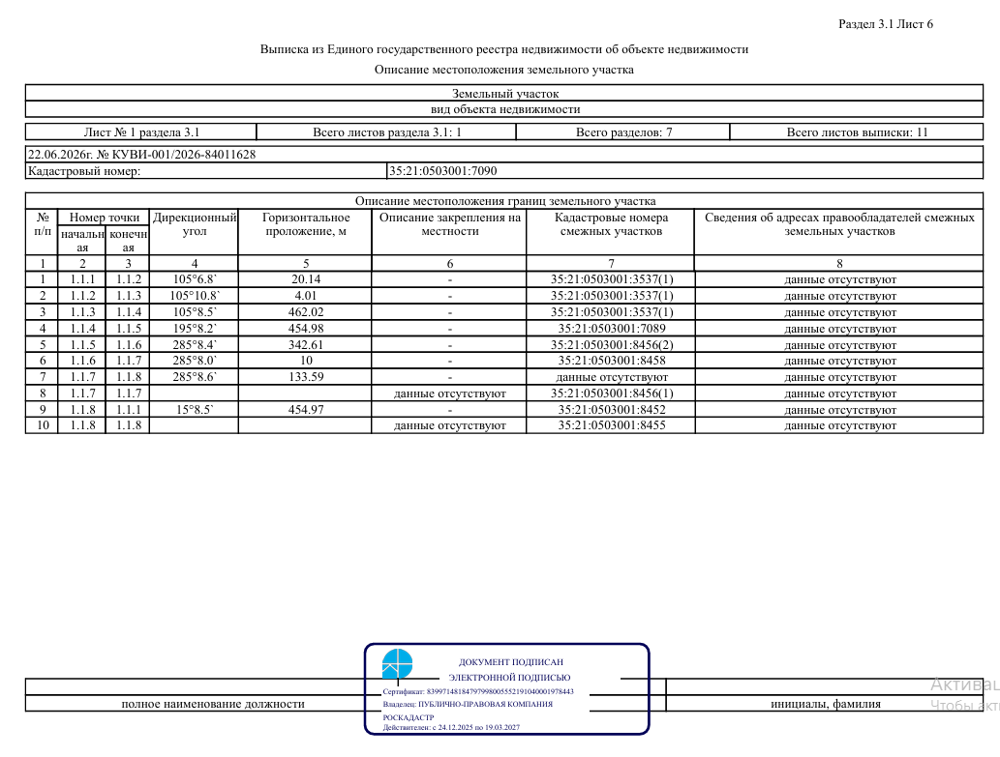 Раздел 3.1 Лист 6
Выписка из Единого государственного реестра недвижимости об объекте недвижимости
Описание местоположения земельного участка
Земельный участок
вид объекта недвижимости
Лист № 1 раздела 3.1 Всего листов раздела 3.1: 1 Всего разделов: 7 Всего листов выписки: 11
22.06.2026г. № КУВИ-001/2026-84011628
Кадастровый номер: 35:21:0503001:7090
Описание местоположения границ земельного участка
№ п/п Номер точки Дирекционный угол Горизонтальное проложение, м Описание закрепления на местности Кадастровые номера смежных участков Сведения об адресах правообладателей смежных земельных участков
начальн ая конечн ая
1 2 3 4 5 6 7 8
1 1.1.1 1.1.2 105°6.8` 20.14 - 35:21:0503001:3537(1) данные отсутствуют
2 1.1.2 1.1.3 105°10.8` 4.01 - 35:21:0503001:3537(1) данные отсутствуют
3 1.1.3 1.1.4 105°8.5` 462.02 - 35:21:0503001:3537(1) данные отсутствуют
4 1.1.4 1.1.5 195°8.2` 454.98 - 35:21:0503001:7089 данные отсутствуют
5 1.1.5 1.1.6 285°8.4` 342.61 - 35:21:0503001:8456(2) данные отсутствуют
6 1.1.6 1.1.7 285°8.0` 10 - 35:21:0503001:8458 данные отсутствуют
7 1.1.7 1.1.8 285°8.6` 133.59 - данные отсутствуют данные отсутствуют
8 1.1.7 1.1.7 данные отсутствуют 35:21:0503001:8456(1) данные отсутствуют
9 1.1.8 1.1.1 15°8.5` 454.97 - 35:21:0503001:8452 данные отсутствуют
10 1.1.8 1.1.8 данные отсутствуют 35:21:0503001:8455 данные отсутствуют
ДОКУМЕНТ ПОДПИСАН
ЭЛЕКТРОННОЙ ПОДПИСЬЮ
Сертификат: 83997148184797998005552191040001978443
Владелец: ПУБЛИЧНО-ПРАВОВАЯ КОМПАНИЯ
РОСКАДАСТР
Действителен: с 24.12.2025 по 19.03.2027
полное наименование должности инициалы, фамилия
Активац
Чтобы акти